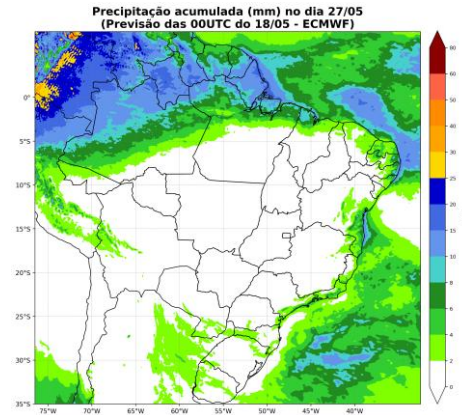 Precipitação acumulada (mm) no dia 27/05
(Previsão das 00UTC do 18/05 - ECMWF)
0°
5°S
10°S
15°S
20°S
25°S
30°S
35°S
75°W 70°W 65°W 60°W 55°W 50°W 45°W 40°W
80
60
50
40
30
25
20
15
10
8
6
4
2
0